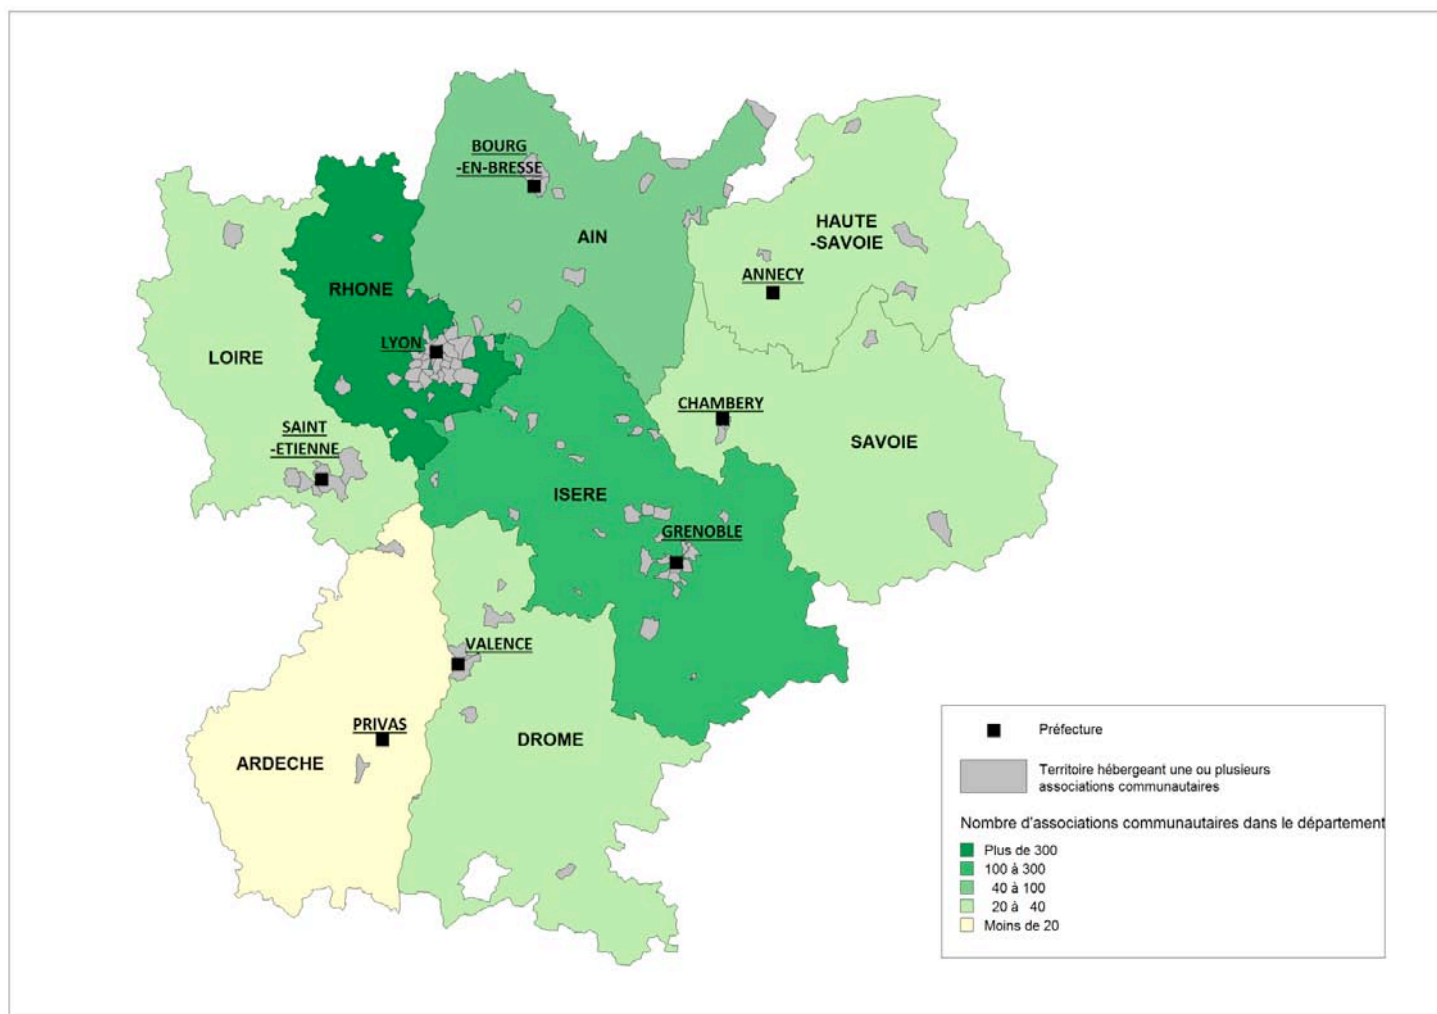 BOURG
-EN-BRESSE
AIN
HAUTE
-SAVOIE
ANNECY
RHONE
LYON
LOIRE
CHAMBERY
SAVOIE
SAINT
-ETIENNE
ISERE
GRENOBLE
VALENCE
PRIVAS
DROME
ARDECHE
Préfecture
Territoire hébergeant une ou plusieurs
associations communautaires
Nombre d'associations communautaires dans le département
Plus de 300
100 à 300
40 à 100
20 à 40
Moins de 20